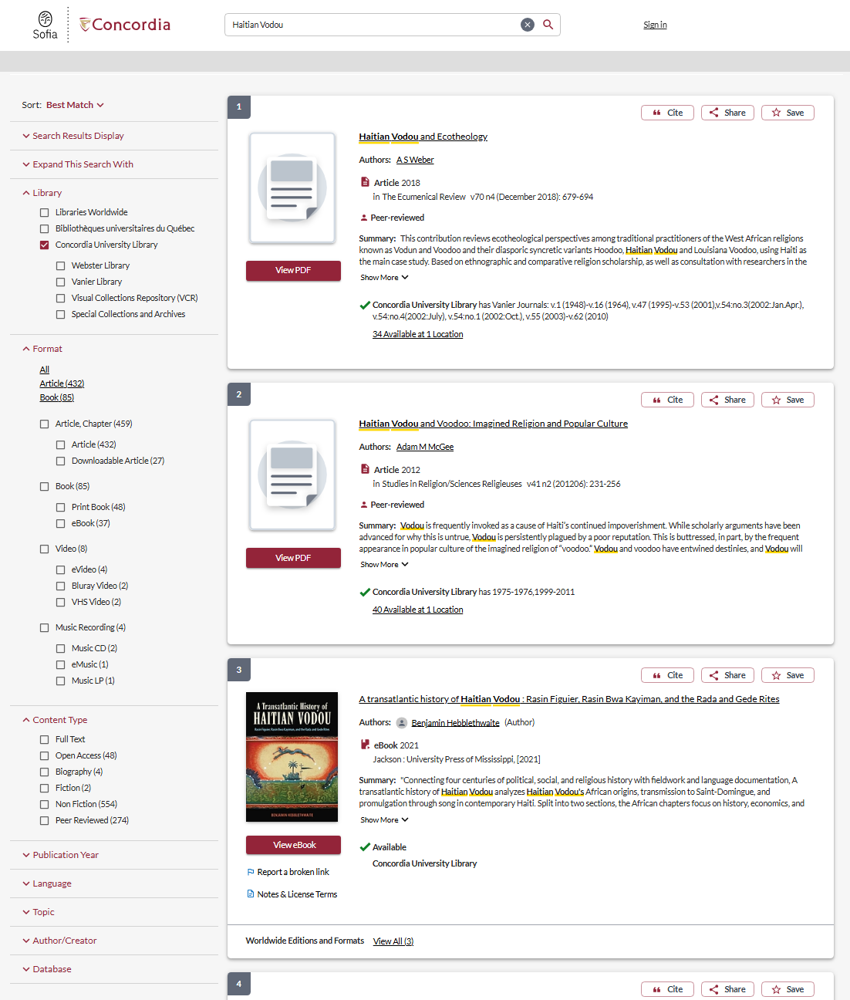 Sofia
Concordia
Haitian Vodou
Sign in
Sort: Best Match
Search Results Display
Expand This Search With
Library
Libraries Worldwide
Bibliothèques universitaires du Québec
Concordia University Library
Webster Library
Vanier Library
Visual Collections Repository (VCR)
Special Collections and Archives
Format
All
Article (432)
Book (85)
Article, Chapter (459)
Article (432)
Downloadable Article (27)
Book (85)
Print Book (48)
eBook (37)
Video (8)
eVideo (4)
Bluray Video (2)
VHS Video (2)
Music Recording (4)
Music CD (2)
eMusic (1)
Music LP (1)
Content Type
Full Text
Open Access (48)
Biography (4)
Fiction (2)
Non Fiction (554)
Peer Reviewed (274)
Publication Year
Language
Topic
Author/Creator
Database
1
Cite Share Save
Haitian Vodou and Ecotheology
Authors: A S Weber
Article 2018
in The Ecumenical Review v70 n4 (December 2018): 679-694
Peer-reviewed
Summary: This contribution reviews ecotheological perspectives among traditional practitioners of the West African religions
known as Vodun and Voodoo and their diasporic syncretic variants Hoodoo, Haitian Vodou and Louisiana Voodoo, using Haiti as
the main case study. Based on ethnographic and comparative religion scholarship, as well as consultation with researchers in the
Show More
View PDF
Concordia University Library has Vanier Journals: v.1 (1948)-v.16 (1964), v.47 (1995)-v.53 (2001),v.54:no.3(2002:Jan.Apr.),
v.54:no.4(2002:July), v.54:no.1 (2002:Oct.), v.55 (2003)-v.62 (2010)
34 Available at 1 Location
2
Cite Share Save
Haitian Vodou and Voodoo: Imagined Religion and Popular Culture
Authors: Adam M McGee
Article 2012
in Studies in Religion/Sciences Religieuses v41 n2 (201206): 231-256
Peer-reviewed
Summary: Vodou is frequently invoked as a cause of Haiti's continued impoverishment. While scholarly arguments have been
advanced for why this is untrue, Vodou is persistently plagued by a poor reputation. This is buttressed, in part, by the frequent
appearance in popular culture of the imagined religion of “voodoo.” Vodou and voodoo have entwined destinies, and Vodou will
Show More
View PDF
Concordia University Library has 1975-1976,1999-2011
40 Available at 1 Location
3
Cite Share Save
A Transatlantic History of
HAITIAN VODOU
Rasin Figuier, Rasin Bwa Kayiman, and the Rada and Gede Rites
BENJAMIN HEBBLETHWAITE
A transatlantic history of Haitian Vodou : Rasin Figuier, Rasin Bwa Kayiman, and the Rada and Gede Rites
Authors: Benjamin Hebblethwaite (Author)
eBook 2021
Jackson : University Press of Mississippi, [2021]
Summary: "Connecting four centuries of political, social, and religious history with fieldwork and language documentation, A
transatlantic history of Haitian Vodou analyzes Haitian Vodou's African origins, transmission to Saint-Domingue, and
promulgation through song in contemporary Haiti. Split into two sections, the African chapters focus on history, economics, and
Show More
View eBook
Report a broken link
Notes & License Terms
Available
Concordia University Library
Worldwide Editions and Formats View All (3)
4
Cite Share Save